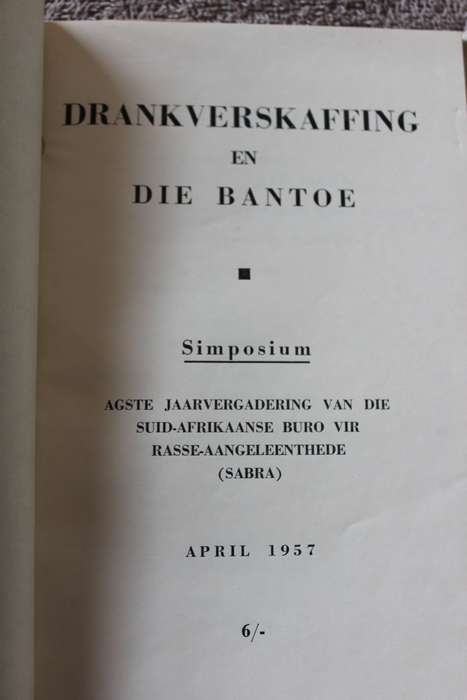 DRANKVERSKAFFING
EN
DIE BANTOE
Simposium
AGSTE JAARVERGADERING VAN DIE
SUID-AFRIKAANSE BURO VIR
RASSE-AANGELEENTHEDE
(SABRA)
APRIL 1957
6/-